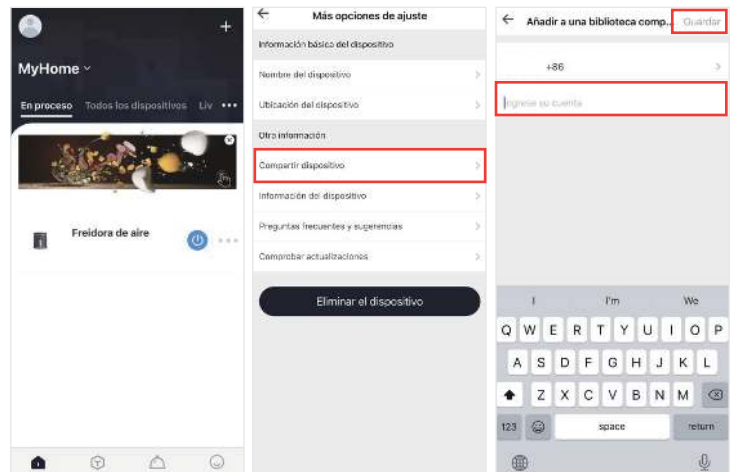 MyHome
En proceso Todos los dispositivos Liv
Freidora de aire
Más opciones de ajuste
Información básica del dispositivo
Nombre del dispositivo
Ubicación del dispositivo
Otra información
Compartir dispositivo
Información del dispositivo
Preguntas frecuentes y sugerencias
Comprobar actualizaciones
Eliminar el dispositivo
Añadir a una biblioteca comp... Guardar
+86
Ingrese su cuenta
I I'm We
Q W E R T Y U I O P
A S D F G H J K L
Z X C V B N M
123 space return